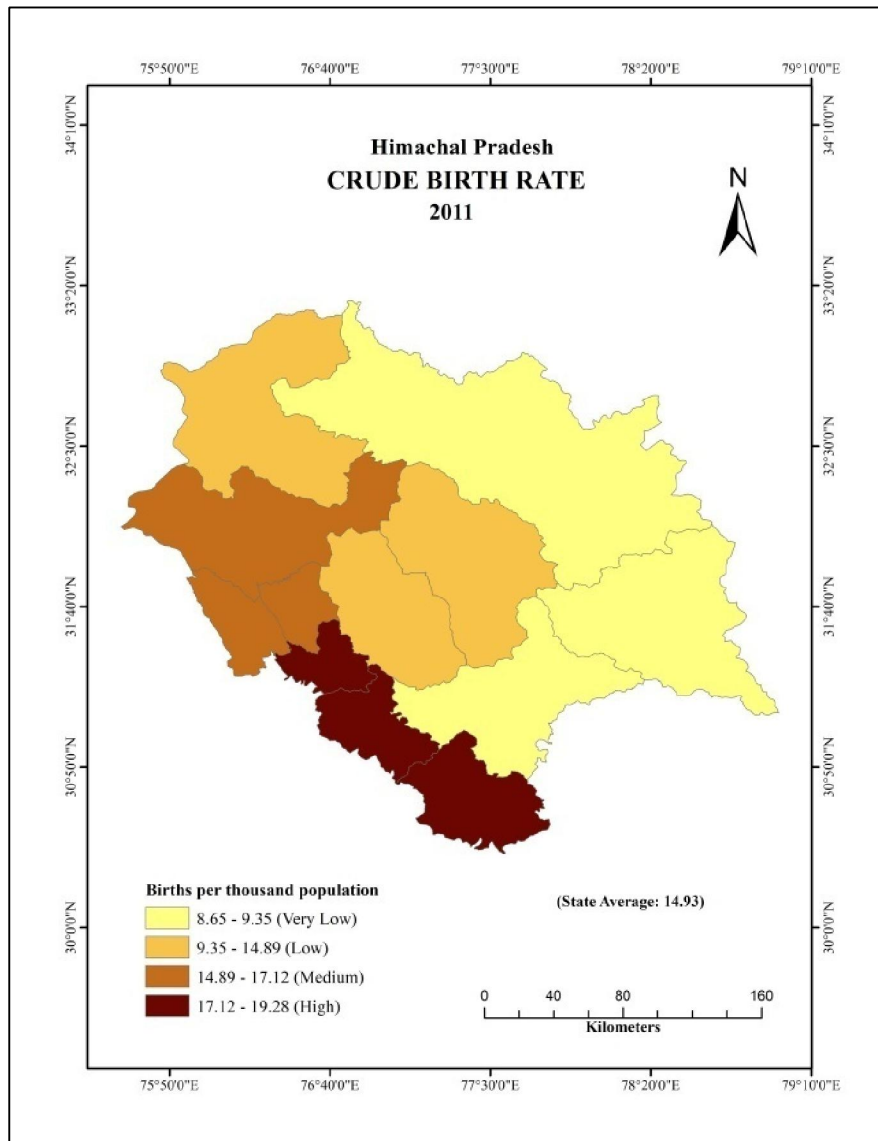 75°50'0"E 76°40'0"E 77°30'0"E 78°20'0"E 79°10'0"E
34°10'0"N 34°10'0"N
Himachal Pradesh
CRUDE BIRTH RATE
2011
N
33°20'0"N 33°20'0"N
32°30'0"N 32°30'0"N
31°40'0"N 31°40'0"N
30°50'0"N 30°50'0"N
Births per thousand population
(State Average: 14.93)
8.65 - 9.35 (Very Low)
30°0'0"N 30°0'0"N
9.35 - 14.89 (Low)
14.89 - 17.12 (Medium)
17.12 - 19.28 (High)
0 40 80 160
Kilometers
75°50'0"E 76°40'0"E 77°30'0"E 78°20'0"E 79°10'0"E